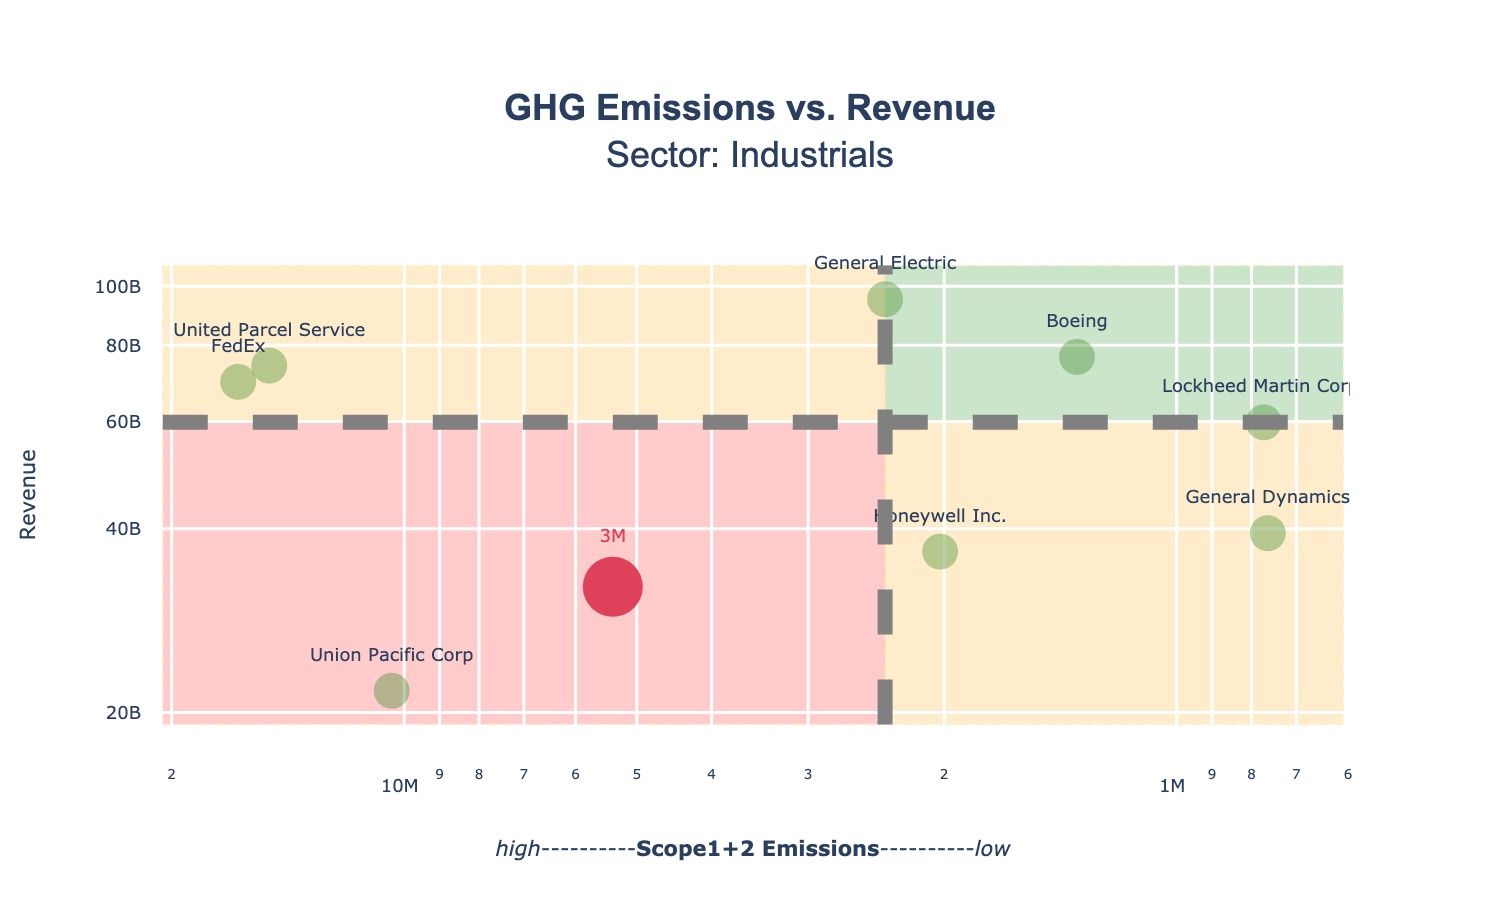 GHG Emissions vs. Revenue
Sector: Industrials
General Electric
100B
Boeing
United Parcel Service
80B
FedEx
Lockheed Martin Corp
60B
Revenue
General Dynamics
Honeywell Inc.
40B
3M
Union Pacific Corp
20B
2 10M 9 8 7 6 5 4 3 2 1M 9 8 7 6
high----------Scope1+2 Emissions----------low